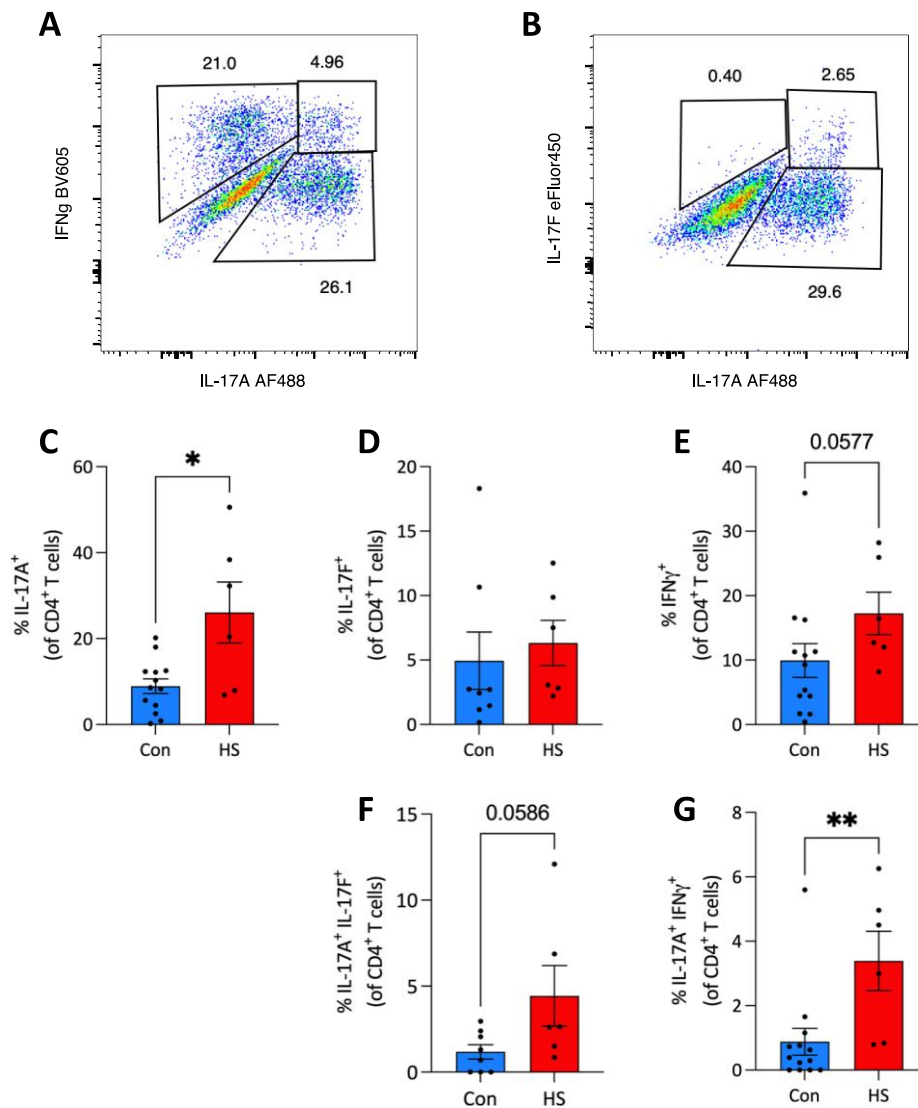 A
21.0
4.96
26.1
IFNg BV605
IL-17A AF488
B
0.40
2.65
29.6
IL-17F eFluor450
IL-17A AF488
C
*
60
40
20
0
% IL-17A+
(of CD4+ T cells)
Con
HS
D
20
15
10
5
0
% IL-17F+
(of CD4+ T cells)
Con
HS
E
0.0577
40
30
20
10
0
% IFNγ+
(of CD4+ T cells)
Con
HS
F
0.0586
15
10
5
0
% IL-17A+ IL-17F+
(of CD4+ T cells)
Con
HS
G
**
8
6
4
2
0
% IL-17A+ IFNγ+
(of CD4+ T cells)
Con
HS